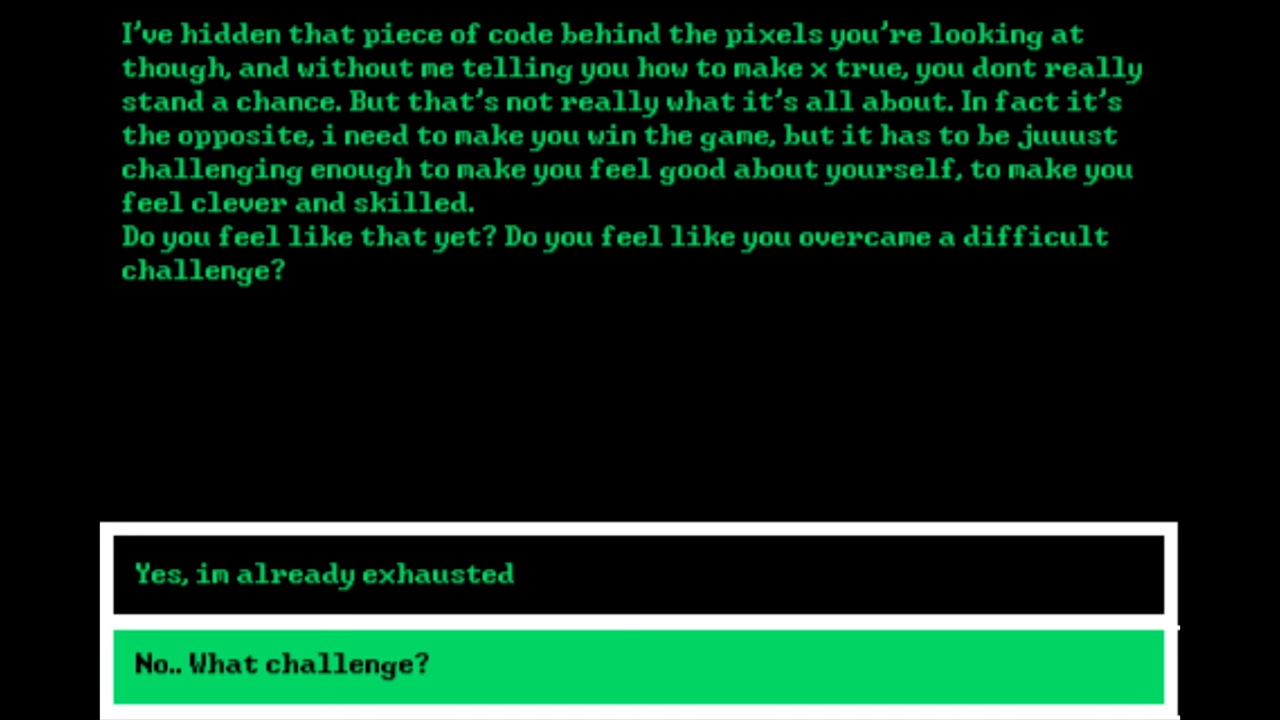 I've hidden that piece of code behind the pixels you're looking at
though, and without me telling you how to make x true, you dont really
stand a chance. But that's not really what it's all about. In fact it's
the opposite, i need to make you win the game, but it has to be juuust
challenging enough to make you feel good about yourself, to make you
feel clever and skilled.
Do you feel like that yet? Do you feel like you overcame a difficult
challenge?
Yes, im already exhausted
No.. What challenge?